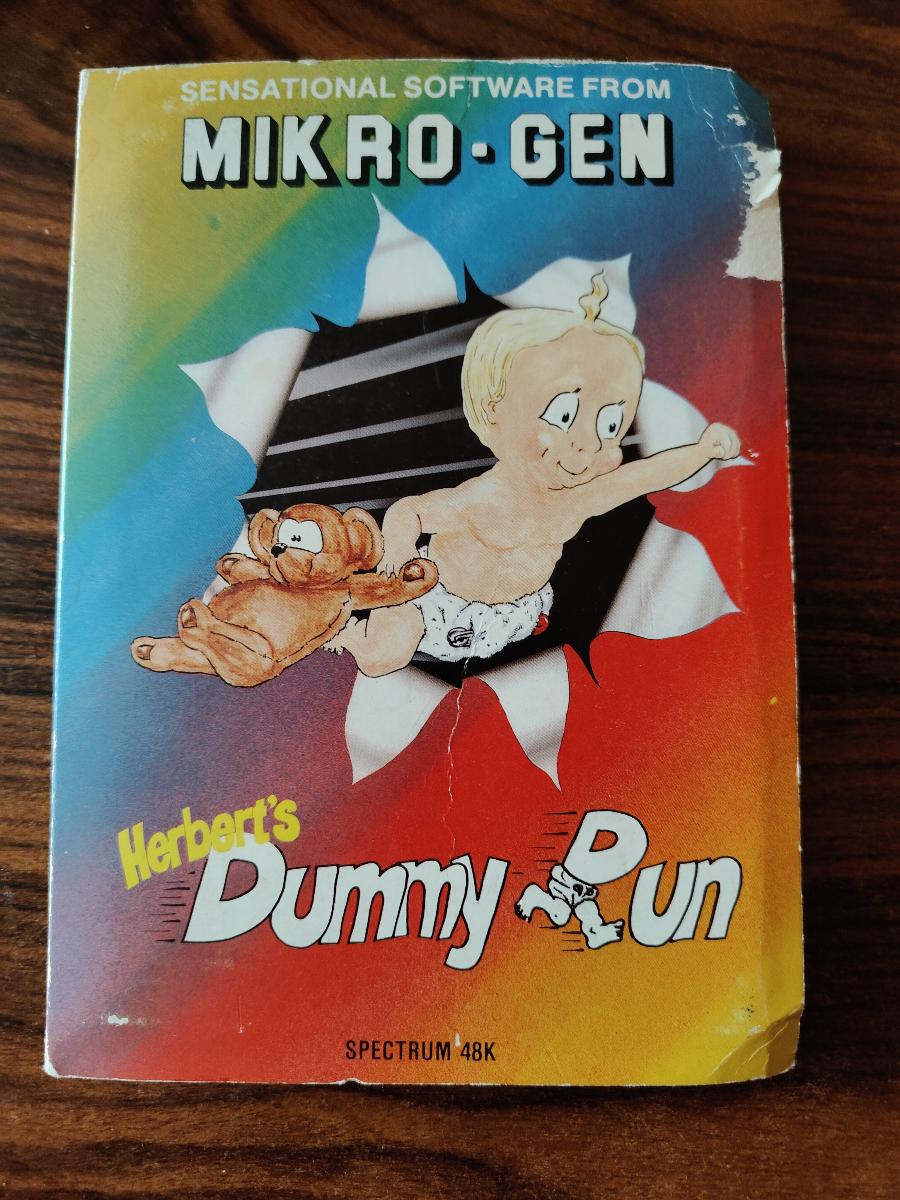 SENSATIONAL SOFTWARE FROM
MIKRO-GEN
Herbert's
Dummy Run
SPECTRUM 48K